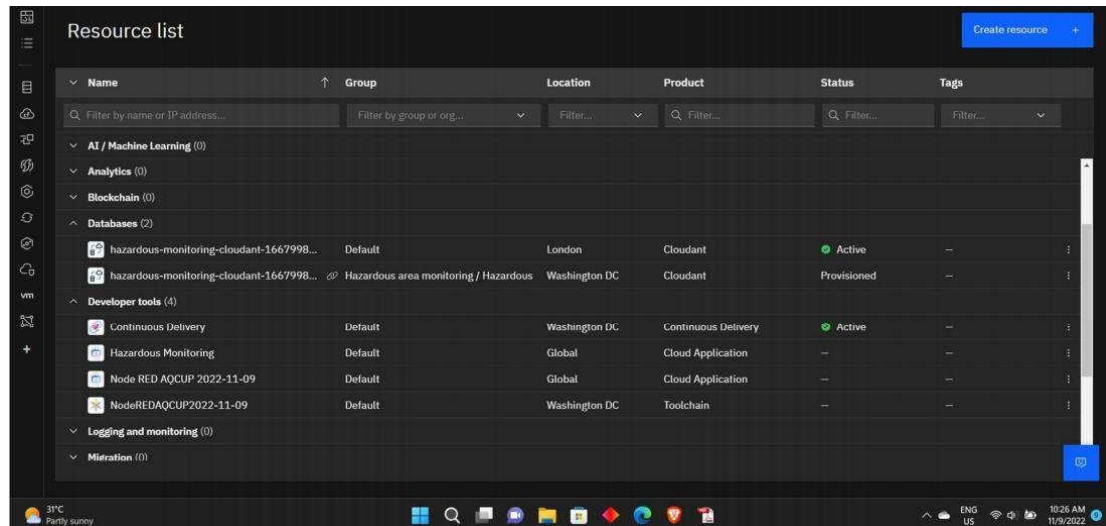 Resource list
Create resource +
Name ↑ Group Location Product Status Tags
Filter by name or IP address... Filter by group or org... Filter... Filter... Filter... Filter...
AI / Machine Learning (0)
Analytics (0)
Blockchain (0)
Databases (2)
hazardous-monitoring-cloudant-1667998... Default London Cloudant Active –
hazardous-monitoring-cloudant-1667998... Hazardous area monitoring / Hazardous Washington DC Cloudant Provisioned –
Developer tools (4)
Continuous Delivery Default Washington DC Continuous Delivery Active –
Hazardous Monitoring Default Global Cloud Application – –
Node RED AQCUP 2022-11-09 Default Global Cloud Application – –
NodeREDAQCUP2022-11-09 Default Washington DC Toolchain – –
Logging and monitoring (0)
Migration (0)
vm
31°C
Partly sunny
ENG
US
10:26 AM
11/9/2022